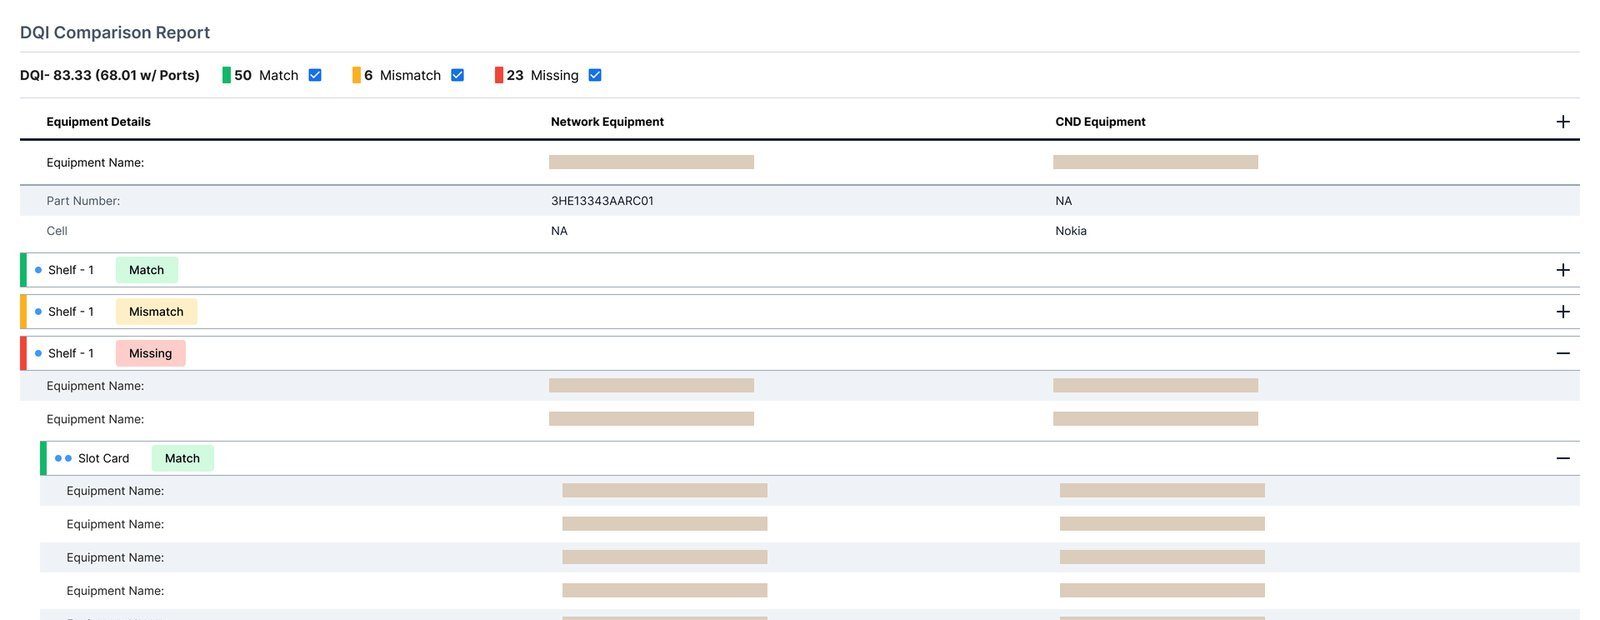 DQI Comparison Report
DQI- 83.33 (68.01 w/ Ports) 50 Match 6 Mismatch 23 Missing
Equipment Details Network Equipment CND Equipment
Equipment Name:
Part Number: 3HE13343AARC01 NA
Cell NA Nokia
Shelf - 1 Match
Shelf - 1 Mismatch
Shelf - 1 Missing
Equipment Name:
Equipment Name:
Slot Card Match
Equipment Name:
Equipment Name:
Equipment Name:
Equipment Name: